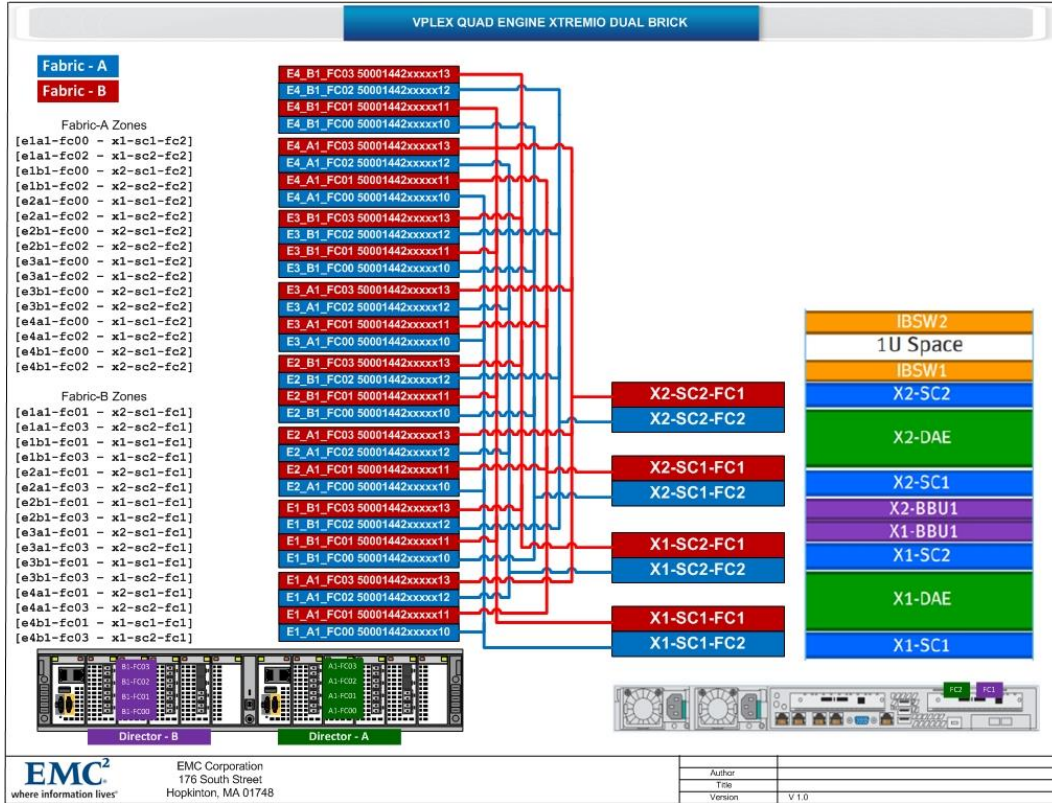 VPLEX QUAD ENGINE XTREMIO DUAL BRICK
Fabric - A
Fabric - B
Fabric-A Zones
[e1a1-fc00 - x1-sc1-fc2]
[e1a1-fc02 - x1-sc2-fc2]
[e1b1-fc00 - x2-sc1-fc2]
[e1b1-fc02 - x2-sc2-fc2]
[e2a1-fc00 - x1-sc1-fc2]
[e2a1-fc02 - x1-sc2-fc2]
[e2b1-fc00 - x2-sc1-fc2]
[e2b1-fc02 - x2-sc2-fc2]
[e3a1-fc00 - x1-sc1-fc2]
[e3a1-fc02 - x1-sc2-fc2]
[e3b1-fc00 - x2-sc1-fc2]
[e3b1-fc02 - x2-sc2-fc2]
[e4a1-fc00 - x1-sc1-fc2]
[e4a1-fc02 - x1-sc2-fc2]
[e4b1-fc00 - x2-sc1-fc2]
[e4b1-fc02 - x2-sc2-fc2]
Fabric-B Zones
[e1a1-fc01 - x2-sc1-fc1]
[e1a1-fc03 - x2-sc2-fc1]
[e1b1-fc01 - x1-sc1-fc1]
[e1b1-fc03 - x1-sc2-fc1]
[e2a1-fc01 - x2-sc1-fc1]
[e2a1-fc03 - x2-sc2-fc1]
[e2b1-fc01 - x1-sc1-fc1]
[e2b1-fc03 - x1-sc2-fc1]
[e3a1-fc01 - x2-sc1-fc1]
[e3a1-fc03 - x2-sc2-fc1]
[e3b1-fc01 - x1-sc1-fc1]
[e3b1-fc03 - x1-sc2-fc1]
[e4a1-fc01 - x2-sc1-fc1]
[e4a1-fc03 - x2-sc2-fc1]
[e4b1-fc01 - x1-sc1-fc1]
[e4b1-fc03 - x1-sc2-fc1]
E4_B1_FC03 50001442xxxxx13
E4_B1_FC02 50001442xxxxx12
E4_B1_FC01 50001442xxxxx11
E4_B1_FC00 50001442xxxxx10
E4_A1_FC03 50001442xxxxx13
E4_A1_FC02 50001442xxxxx12
E4_A1_FC01 50001442xxxxx11
E4_A1_FC00 50001442xxxxx10
E3_B1_FC03 50001442xxxxx13
E3_B1_FC02 50001442xxxxx12
E3_B1_FC01 50001442xxxxx11
E3_B1_FC00 50001442xxxxx10
E3_A1_FC03 50001442xxxxx13
E3_A1_FC02 50001442xxxxx12
E3_A1_FC01 50001442xxxxx11
E3_A1_FC00 50001442xxxxx10
E2_B1_FC03 50001442xxxxx13
E2_B1_FC02 50001442xxxxx12
E2_B1_FC01 50001442xxxxx11
E2_B1_FC00 50001442xxxxx10
E2_A1_FC03 50001442xxxxx13
E2_A1_FC02 50001442xxxxx12
E2_A1_FC01 50001442xxxxx11
E2_A1_FC00 50001442xxxxx10
E1_B1_FC03 50001442xxxxx13
E1_B1_FC02 50001442xxxxx12
E1_B1_FC01 50001442xxxxx11
E1_B1_FC00 50001442xxxxx10
E1_A1_FC03 50001442xxxxx13
E1_A1_FC02 50001442xxxxx12
E1_A1_FC01 50001442xxxxx11
E1_A1_FC00 50001442xxxxx10
X2-SC2-FC1
X2-SC2-FC2
X2-SC1-FC1
X2-SC1-FC2
X1-SC2-FC1
X1-SC2-FC2
X1-SC1-FC1
X1-SC1-FC2
IBSW2
1U Space
IBSW1
X2-SC2
X2-DAE
X2-SC1
X2-BBU1
X1-BBU1
X1-SC2
X1-DAE
X1-SC1
B1-FC03
B1-FC02
B1-FC01
B1-FC00
A1-FC03
A1-FC02
A1-FC01
A1-FC00
Director - B
Director - A
FC2
FC1
EMC²
where information lives®
EMC Corporation
176 South Street
Hopkinton, MA 01748
Author
Title
Version V 1.0